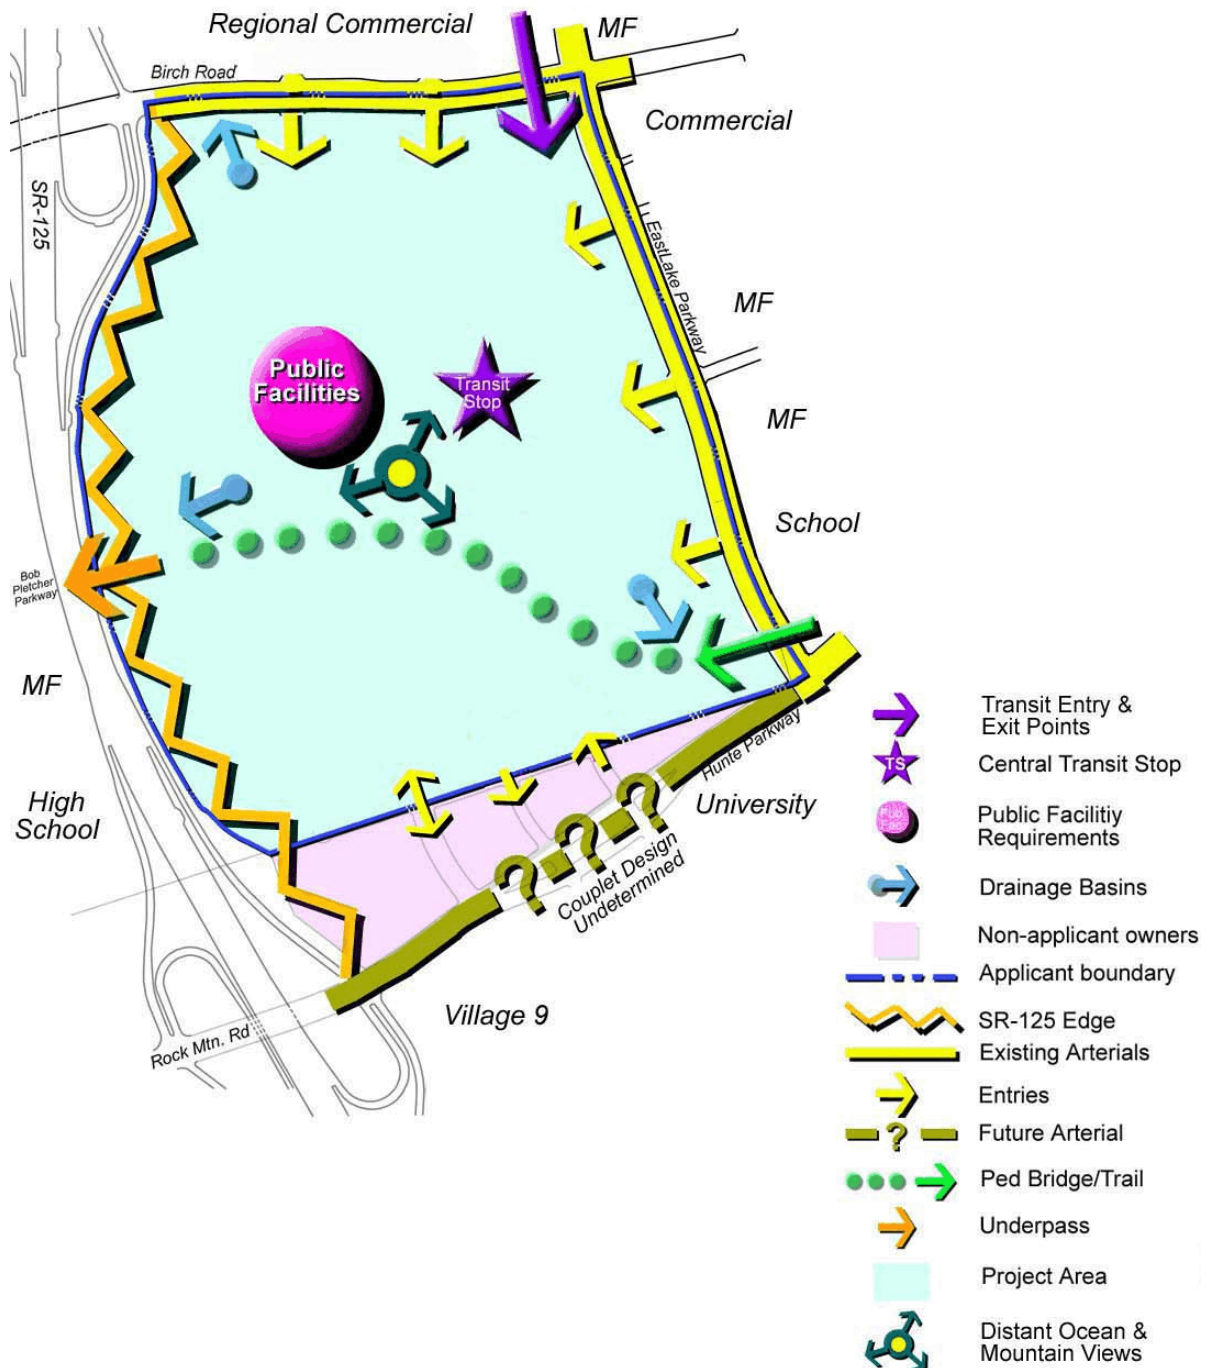 Regional Commercial
MF
Birch Road
Commercial
SR-125
EastLake Parkway
MF
Public
Facilities
Transit
Stop
MF
School
Bob
Pletcher
Parkway
MF
Hunte Parkway
High
School
University
Couplet Design
Undetermined
Village 9
Rock Mtn. Rd
Transit Entry &
Exit Points
TS
Central Transit Stop
Pub
Fac
Public Facilitiy
Requirements
Drainage Basins
Non-applicant owners
Applicant boundary
SR-125 Edge
Existing Arterials
Entries
?
Future Arterial
Ped Bridge/Trail
Underpass
Project Area
Distant Ocean &
Mountain Views
? ? ?